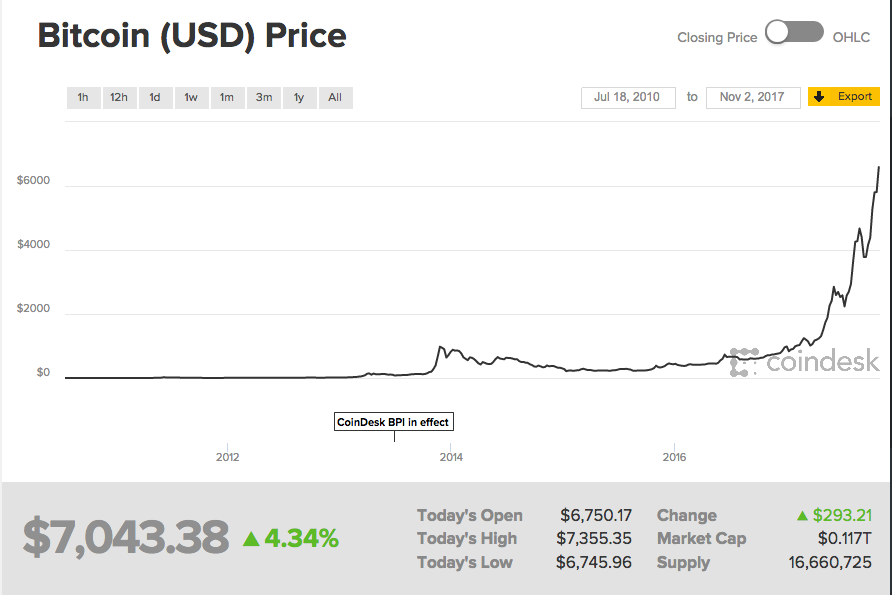 Bitcoin (USD) Price
Closing Price OHLC
1h 12h 1d 1w 1m 3m 1y All
Jul 18, 2010 to Nov 2, 2017 Export
$6000
$4000
$2000
$0
coindesk
CoinDesk BPI in effect
2012 2014 2016
$7,043.38 4.34%
Today's Open $6,750.17 Change $293.21
Today's High $7,355.35 Market Cap $0.117T
Today's Low $6,745.96 Supply 16,660,725